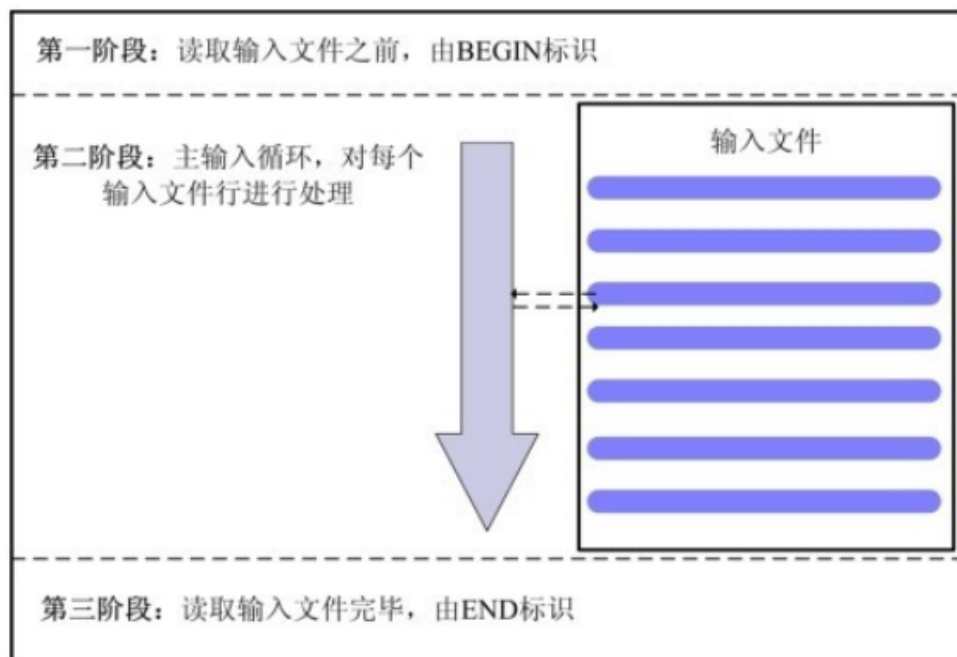 第一阶段：读取输入文件之前，由BEGIN标识
第二阶段：主输入循环，对每个
输入文件行进行处理
输入文件
第三阶段：读取输入文件完毕，由END标识